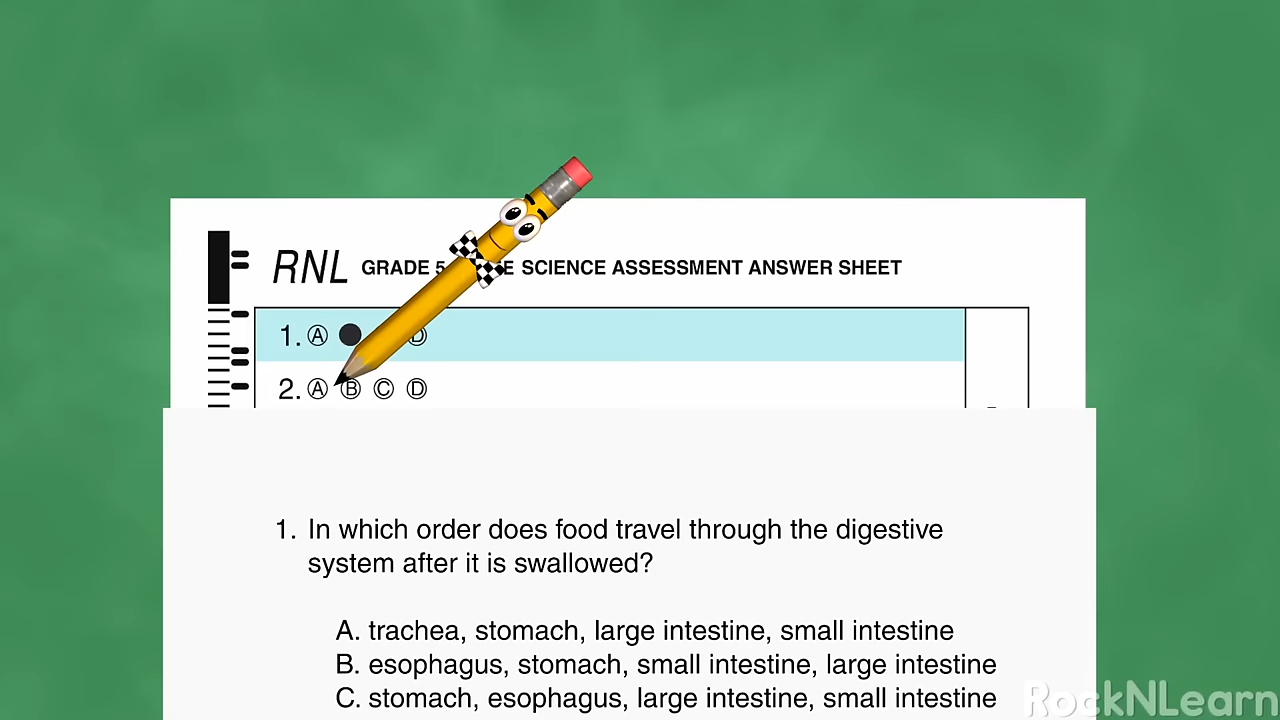 RNL GRADE 5 SCIENCE ASSESSMENT ANSWER SHEET
1. A D
2. A B C D
1. In which order does food travel through the digestive
system after it is swallowed?
A. trachea, stomach, large intestine, small intestine
B. esophagus, stomach, small intestine, large intestine
C. stomach, esophagus, large intestine, small intestine
RockNLearn